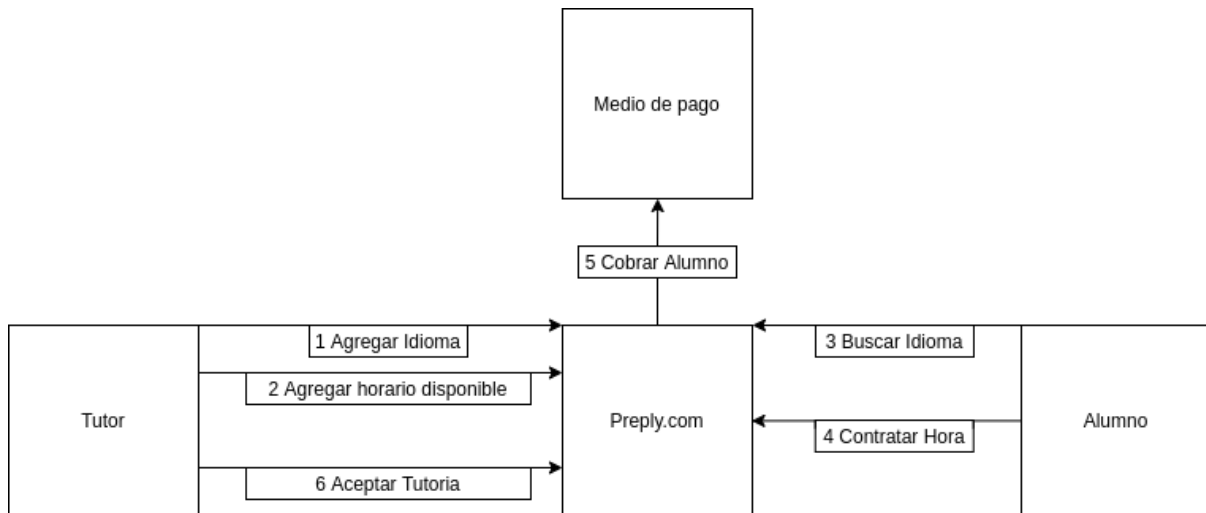 Medio de pago
5 Cobrar Alumno
1 Agregar Idioma
3 Buscar Idioma
2 Agregar horario disponible
Tutor
Preply.com
Alumno
4 Contratar Hora
6 Aceptar Tutoria